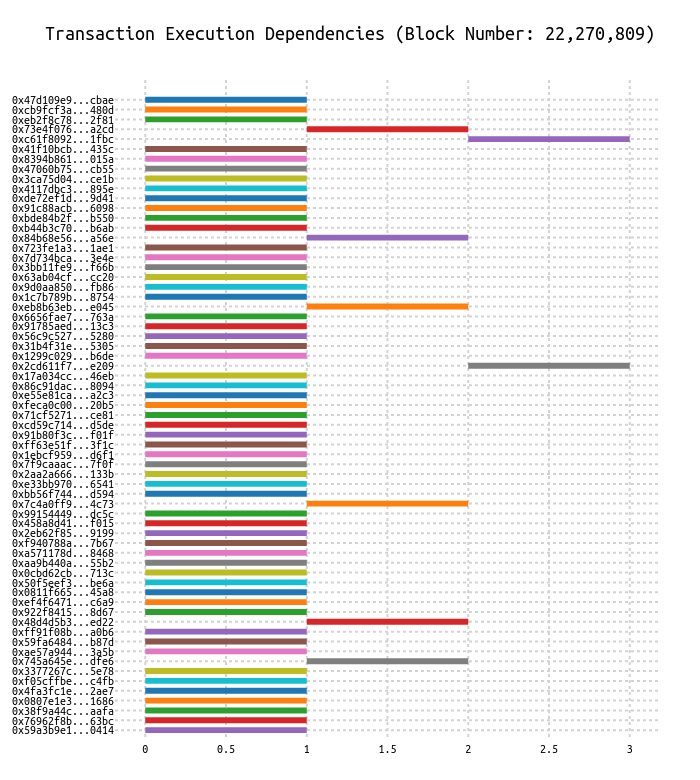 Transaction Execution Dependencies (Block Number: 22,270,809)
0x47d109e9...cbae
0xcb9fcf3a...480d
0xeb2f8c78...2f81
0x73e4f076...a2cd
0xc61f8092...1fbc
0x41f10bcb...435c
0x8394b861...015a
0x47060b75...cb55
0x3ca75d04...ce1b
0x4117dbc3...895e
0xde72ef1d...9d41
0x91c88acb...6098
0xbde84b2f...b550
0xb44b3c70...b6ab
0x84b68e56...a56e
0x723fe1a3...1ae1
0x7d734bca...3e4e
0x3bb11fe9...f66b
0x63ab04cf...cc20
0x9d0aa850...fb86
0x1c7b789b...8754
0xeb8b63eb...e045
0x6656fae7...763a
0x91785aed...13c3
0x56c9c527...5280
0x31b4f31e...5305
0x1299c029...b6de
0x2cd611f7...e209
0x17a034cc...46eb
0x86c91dac...8094
0xe55e81ca...a2c3
0xfeca0c00...20b5
0x71cf5271...ce81
0xcd59c714...d5de
0x91b80f3c...f01f
0xff63e51f...3f1c
0x1ebcf959...d6f1
0x7f9caaac...7f0f
0x2aa2a666...133b
0xe33bb970...6541
0xbb56f744...d594
0x7c4a0ff9...4c73
0x99154449...dc5c
0x458a8d41...f015
0x2eb62f85...9199
0xf940788a...7b67
0xa571178d...8468
0xaa9b440a...55b2
0x0cbd62cb...713c
0x50f5eef3...be6a
0x0811f665...45a8
0xef4f6471...c6a9
0x922f8415...8d67
0x48d4d5b3...ed22
0xff91f08b...a0b6
0x59fa6484...b87d
0xae57a944...3a5b
0x745a645e...dfe6
0x3377267c...5e78
0xf05cffbe...c4fb
0x4fa3fc1e...2ae7
0x0807e1e3...1686
0x38f9a44c...aafa
0x76962f8b...63bc
0x59a3b9e1...0414
0 0.5 1 1.5 2 2.5 3